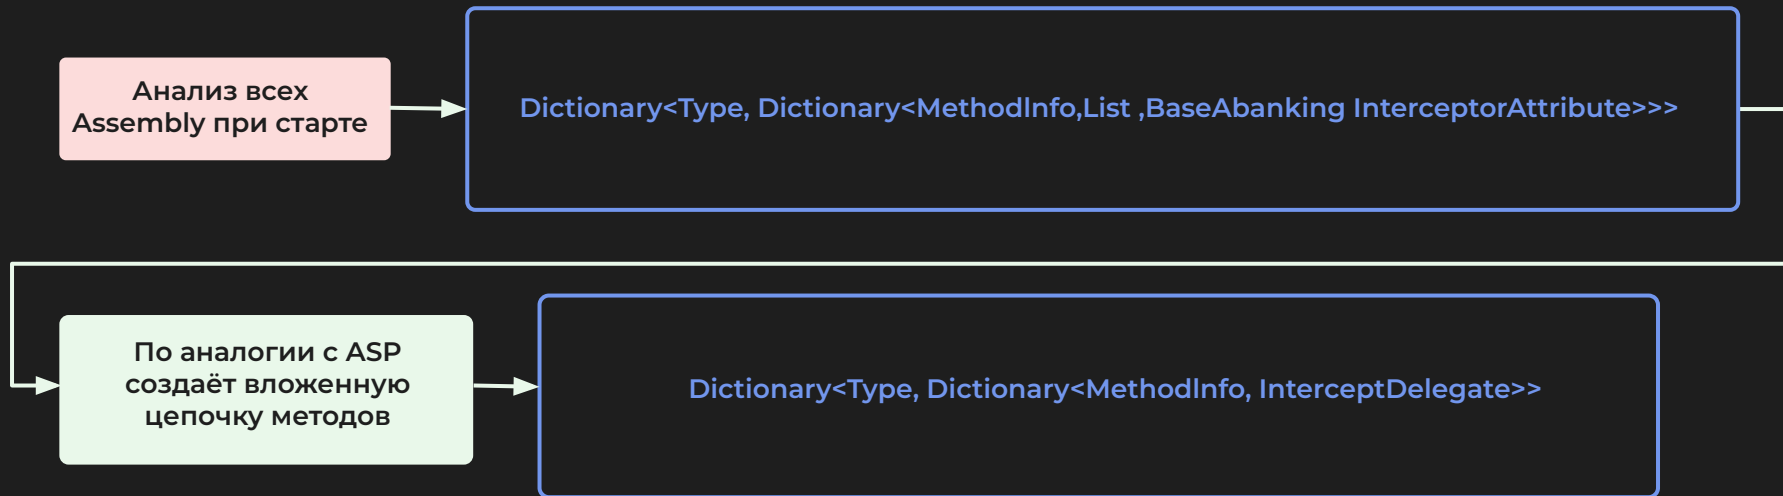 Анализ всех
Assembly при старте
Dictionary<Type, Dictionary<MethodInfo,List ,BaseAbanking InterceptorAttribute>>>
По аналогии с ASP
создаёт вложенную
цепочку методов
Dictionary<Type, Dictionary<MethodInfo, InterceptDelegate>>